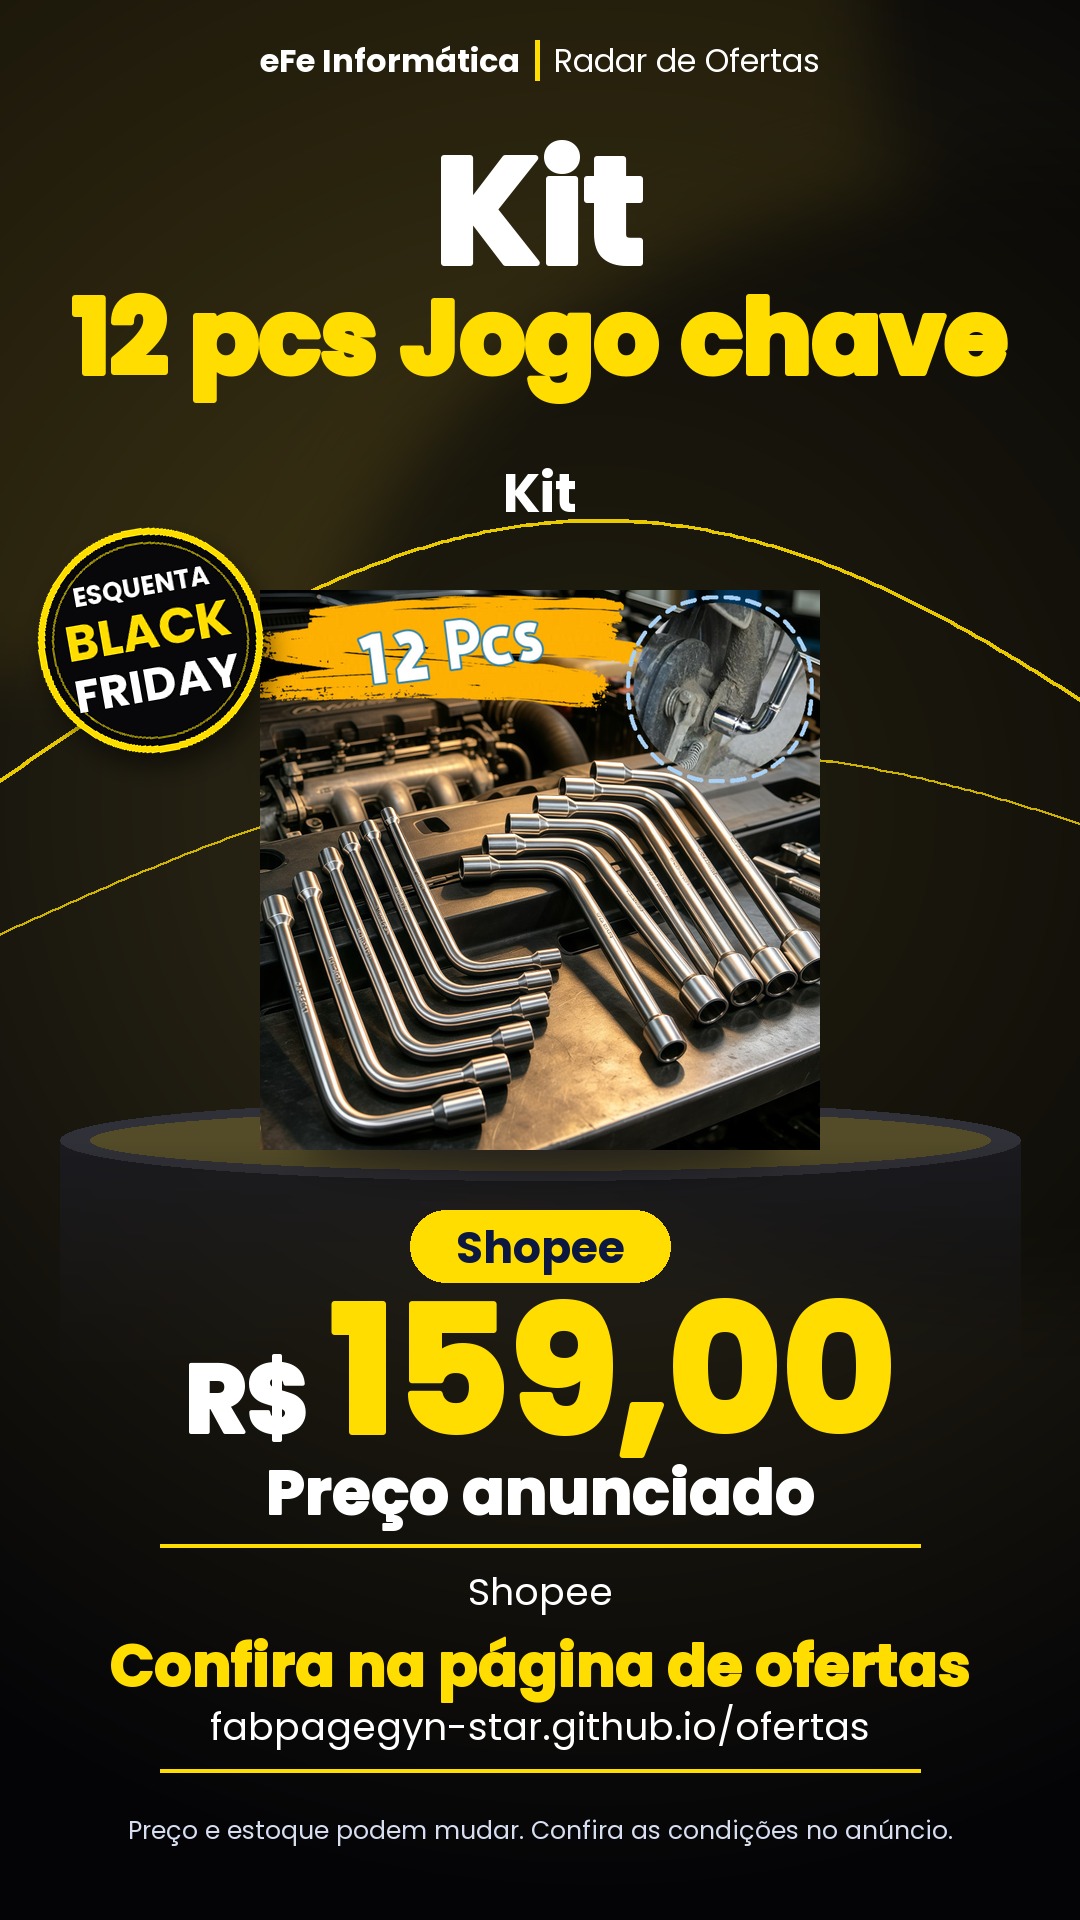 eFe Informática | Radar de Ofertas
Kit
12 pcs Jogo chave
Kit
ESQUENTA
BLACK
FRIDAY
12 Pcs
Shopee
R$ 159,00
Preço anunciado
Shopee
Confira na página de ofertas
fabpagegyn-star.github.io/ofertas
Preço e estoque podem mudar. Confira as condições no anúncio.